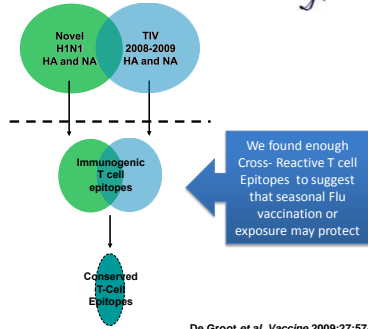 Novel
H1N1
HA and NA
TIV
2008-2009
HA and NA
Immunogenic
T cell
epitopes
We found enough
Cross- Reactive T cell
Epitopes to suggest
that seasonal Flu
vaccination or
exposure may protect
Conserved
T-Cell
Epitopes
De Groot et al. Vaccine 2009;27:57